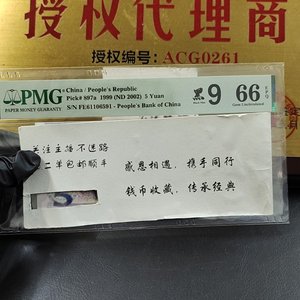 授权代理商
授权编号: ACG0261
PMG
PAPER MONEY GUARANTY
China / People's Republic
Pick# 897a 1999 (ND 2002) 5 Yuan
S/N FE61106591 - People's Bank of China
9
66 EPQ
Gem Uncirculated
关注主播不迷路
二单包邮顺丰
感恩相遇, 携手同行
钱币收藏, 传承经典